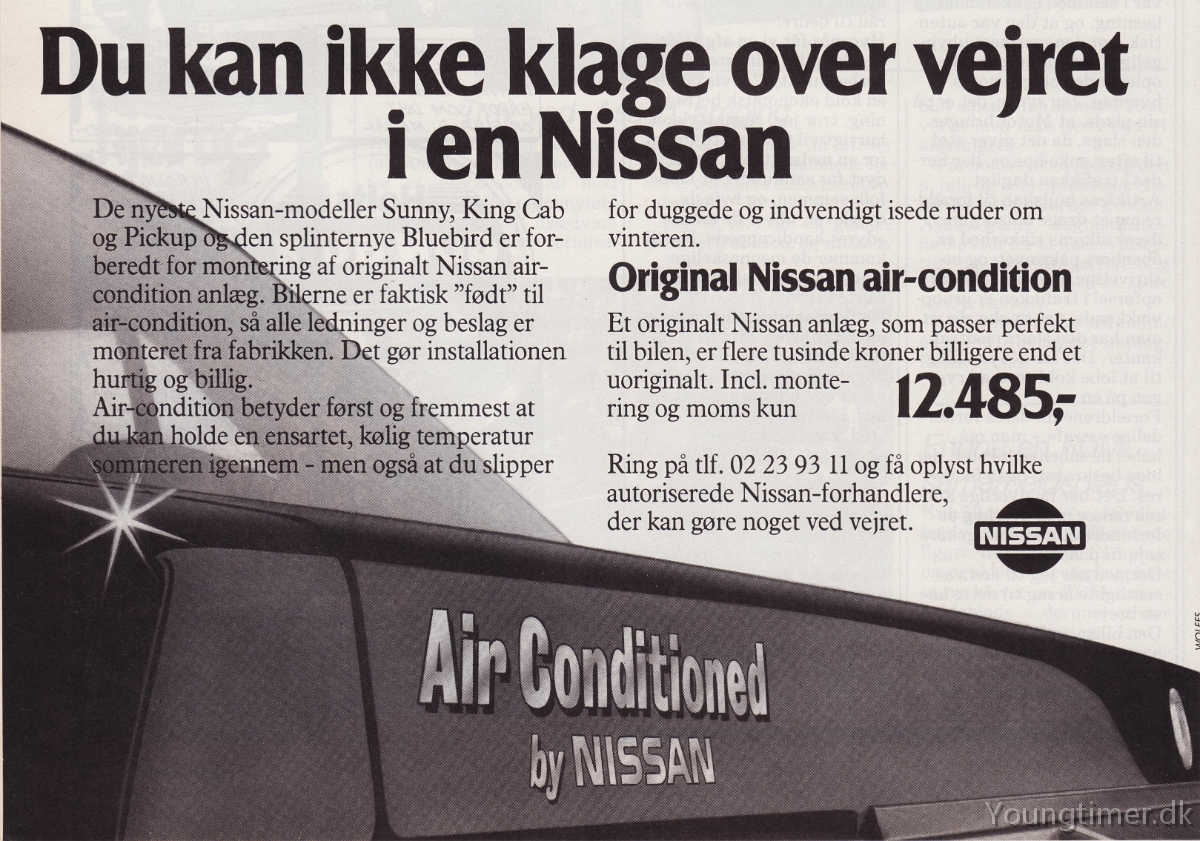 Du kan ikke klage over vejret
i en Nissan
De nyeste Nissan-modeller Sunny, King Cab
og Pickup og den splinternye Bluebird er for-
beredt for montering af originalt Nissan air-
condition anlæg. Bilerne er faktisk ”født” til
air-condition, så alle ledninger og beslag er
monteret fra fabrikken. Det gør installationen
hurtig og billig.
Air-condition betyder først og fremmest at
du kan holde en ensartet, kølig temperatur
sommeren igennem - men også at du slipper
for duggede og indvendigt isede ruder om
vinteren.
Original Nissan air-condition
Et originalt Nissan anlæg, som passer perfekt
til bilen, er flere tusinde kroner billigere end et
uoriginalt. Incl. monte-
ring og moms kun 12.485,-
Ring på tlf. 02 23 93 11 og få oplyst hvilke
autoriserede Nissan-forhandlere,
der kan gøre noget ved vejret.
NISSAN
Air Conditioned
by NISSAN
Youngtimer.dk